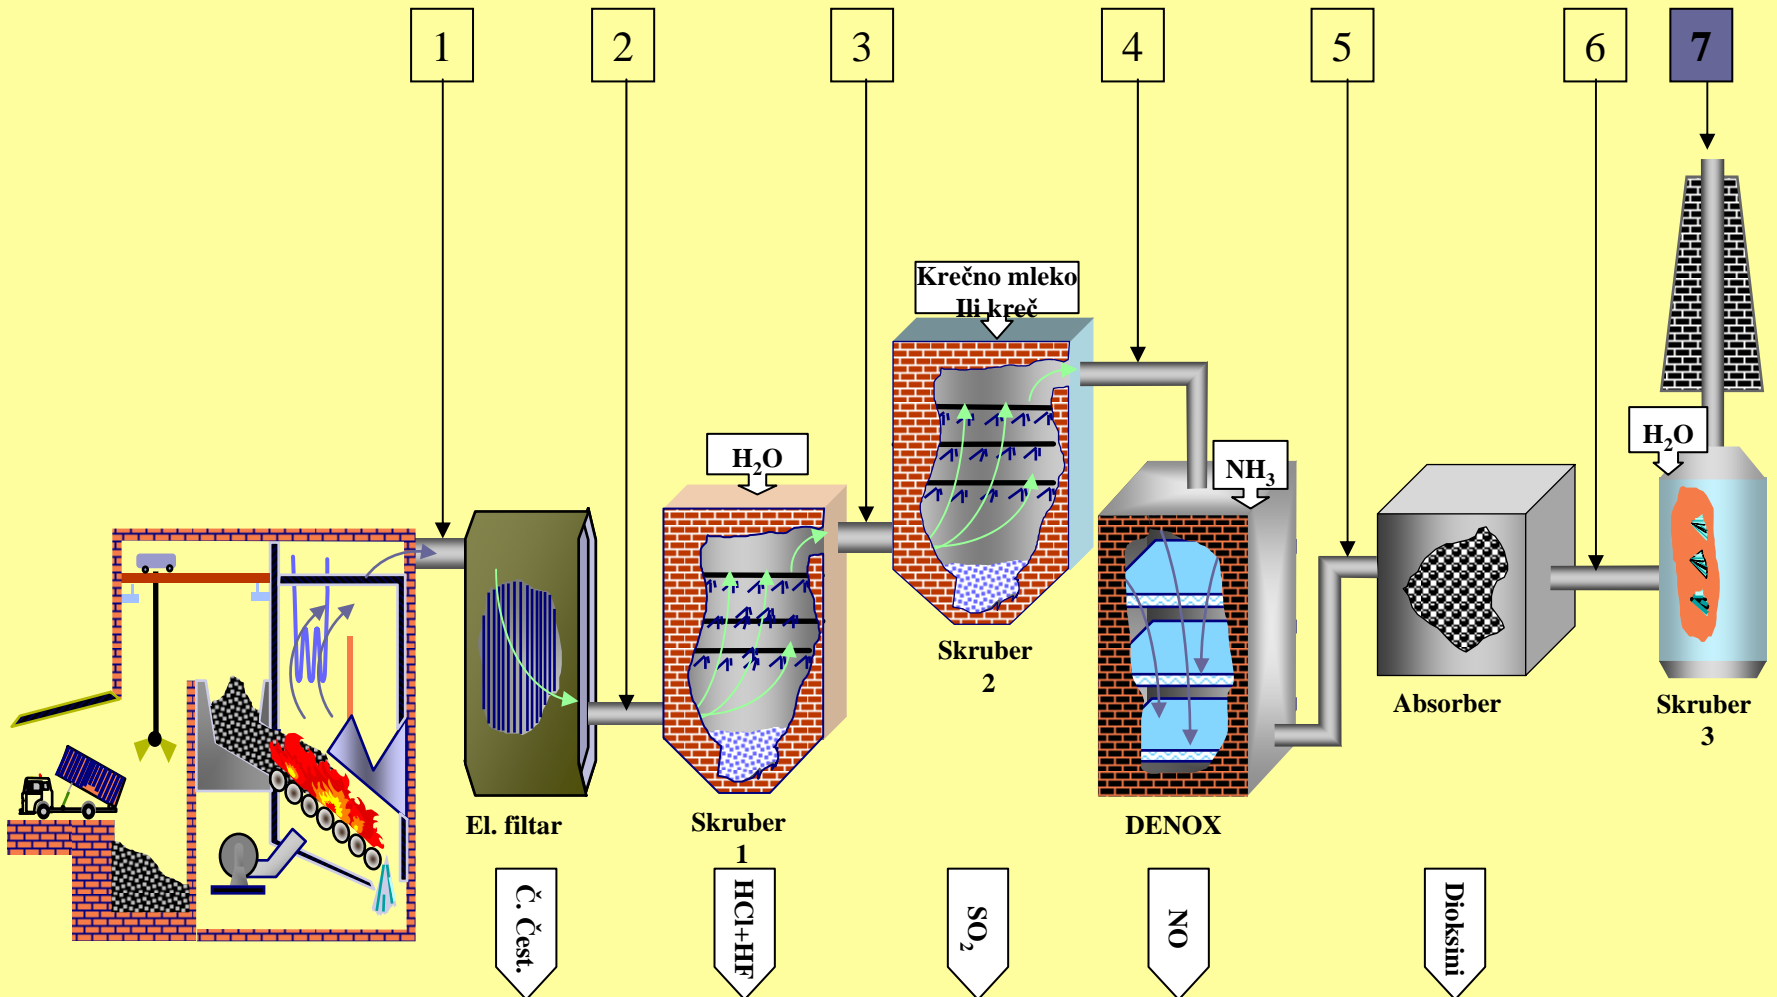 1
2
3
4
5
6
7
Krečno mleko
Ili kreč
H₂O
H₂O
NH₃
Skruber
2
Absorber
Skruber
3
El. filtar
Skruber
1
DENOX
Č. Čest.
HCl+HF
SO₂
NO
Dioksini